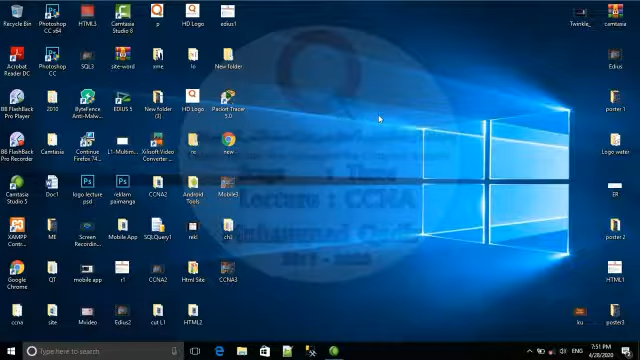 Recycle Bin
Photoshop CC x64
HTML3
Camtasia Studio 8
p
HD Logo
edius1
Twinkle_
camtasia
Acrobat Reader DC
Photoshop CC
SQL3
site-word
xme
lo
New folder
Edius
BB FlashBack Pro Player
2010
ByteFence Anti-Malw...
EDIUS 5
New folder (3)
HD Logo
Packet Tracer 5.0
poster 1
BB FlashBack Pro Recorder
Camtasia
Continue Firefox 74...
L1-Multim...
Xilisoft Video Converter ...
new
Logo water
Camtasia Studio 5
Doc1
logo lecture psd
reklam paimanga
CCNA2
Android Tools
Mobile3
ER
XAMPP Contr...
ME
Screen Recordin...
Mobile App
SQLQuery1
rek
ch3
poster 2
Google Chrome
QT
mobile app
r1
CCNA2
Html Site
CCNA3
HTML1
ccna
site
Mvideo
Edius2
cut L1
HTML2
ku
poster3
Lecture 1 CCNA
Type here to search
ENG
7:51 PM
4/28/2020